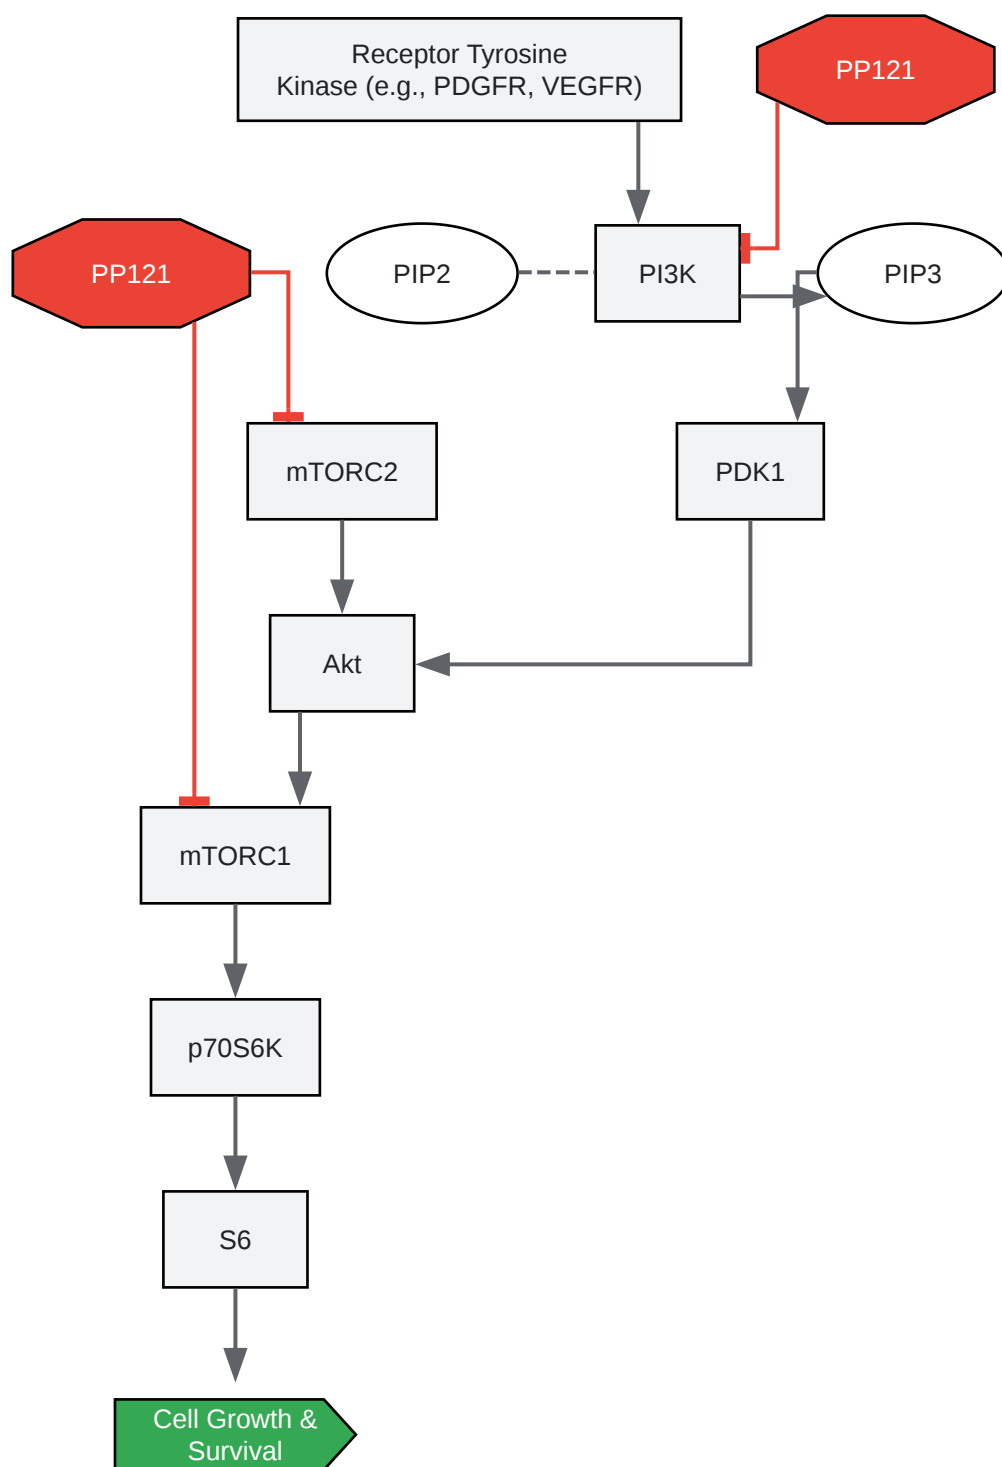 Receptor Tyrosine
Kinase (e.g., PDGFR, VEGFR)
PP121
PP121
PIP2
PI3K
PIP3
mTORC2
PDK1
Akt
mTORC1
p70S6K
S6
Cell Growth &
Survival